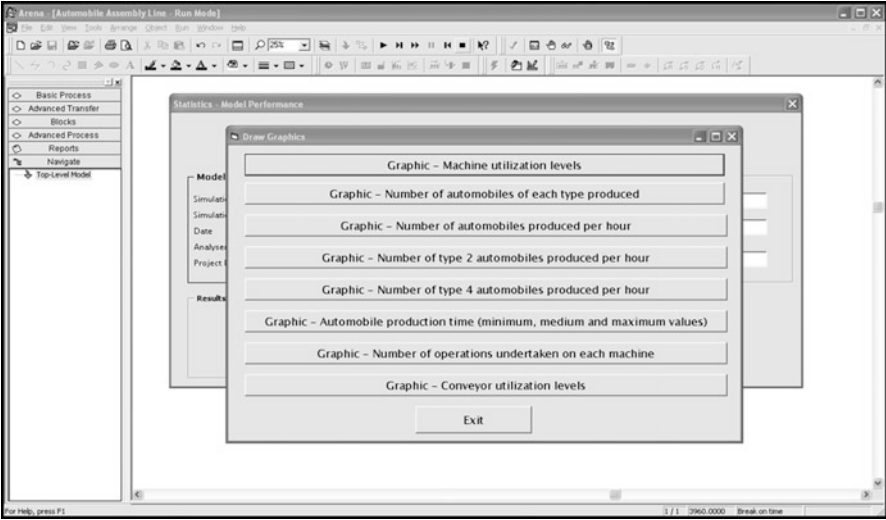 Arena - [Automobile Assembly Line - Run Mode]
File Edit View Tools Arrange Object Run Window Help
25%
Basic Process
Advanced Transfer
Blocks
Advanced Process
Reports
Navigate
Top-Level Model
Statistics - Model Performance
Model
Simulati
Simulati
Date
Analyser
Project
Results
Draw Graphics
Graphic – Machine utilization levels
Graphic – Number of automobiles of each type produced
Graphic – Number of automobiles produced per hour
Graphic – Number of type 2 automobiles produced per hour
Graphic – Number of type 4 automobiles produced per hour
Graphic – Automobile production time (minimum, medium and maximum values)
Graphic – Number of operations undertaken on each machine
Graphic – Conveyor utilization levels
Exit
For Help, press F1
1 / 1 3960.0000 Break on time